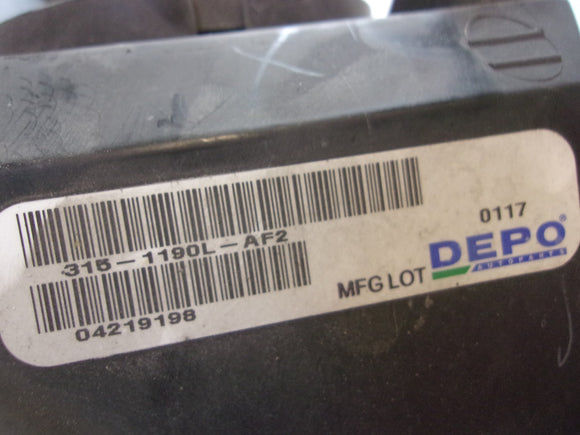 315-1190L-AF2
04219198
0117
MFG LOT
DEPO
AUTOPARTS